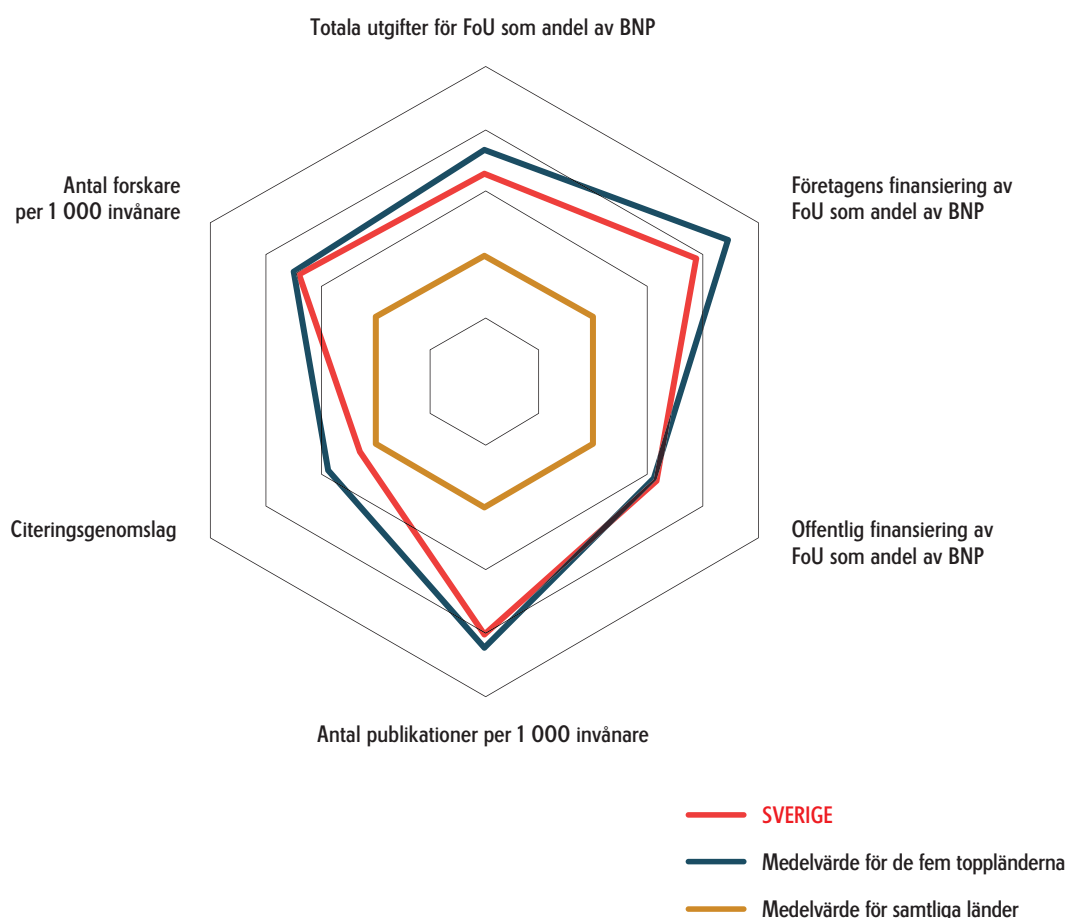 Totala utgifter för FoU som andel av BNP
Antal forskare
per 1 000 invånare
Företagens finansiering av
FoU som andel av BNP
Citeringsgenomslag
Offentlig finansiering av
FoU som andel av BNP
Antal publikationer per 1 000 invånare
SVERIGE
Medelvärde för de fem toppländerna
Medelvärde för samtliga länder